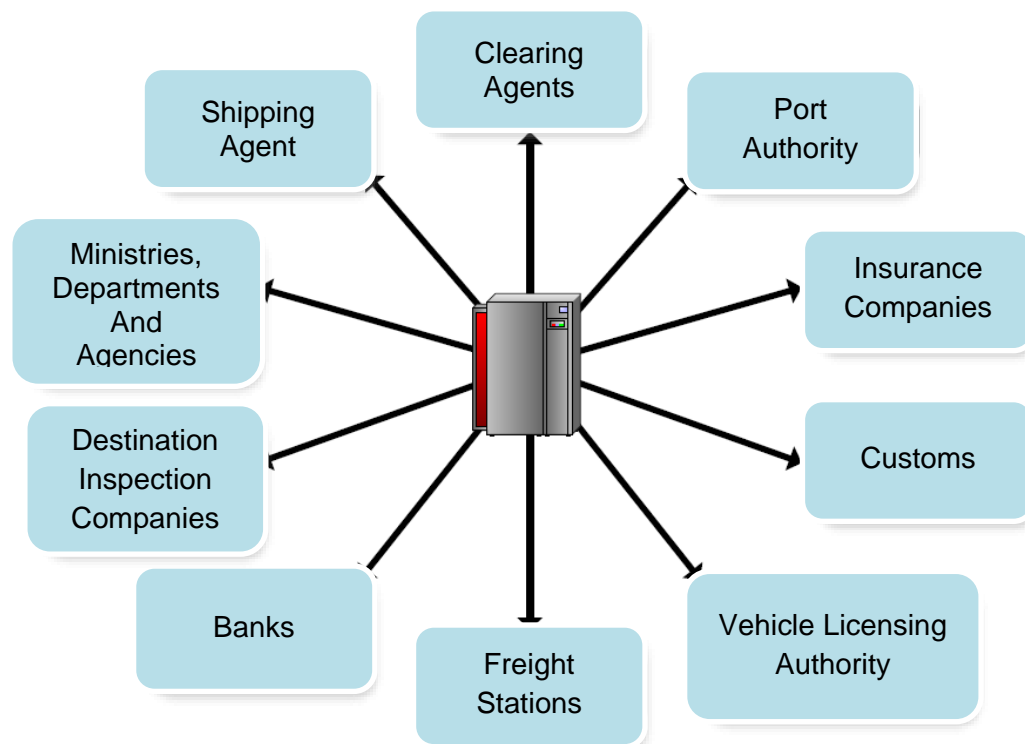 Clearing
Agents
Shipping
Agent
Port
Authority
Ministries,
Departments
And
Agencies
Insurance
Companies
Destination
Inspection
Companies
Customs
Banks
Freight
Stations
Vehicle Licensing
Authority